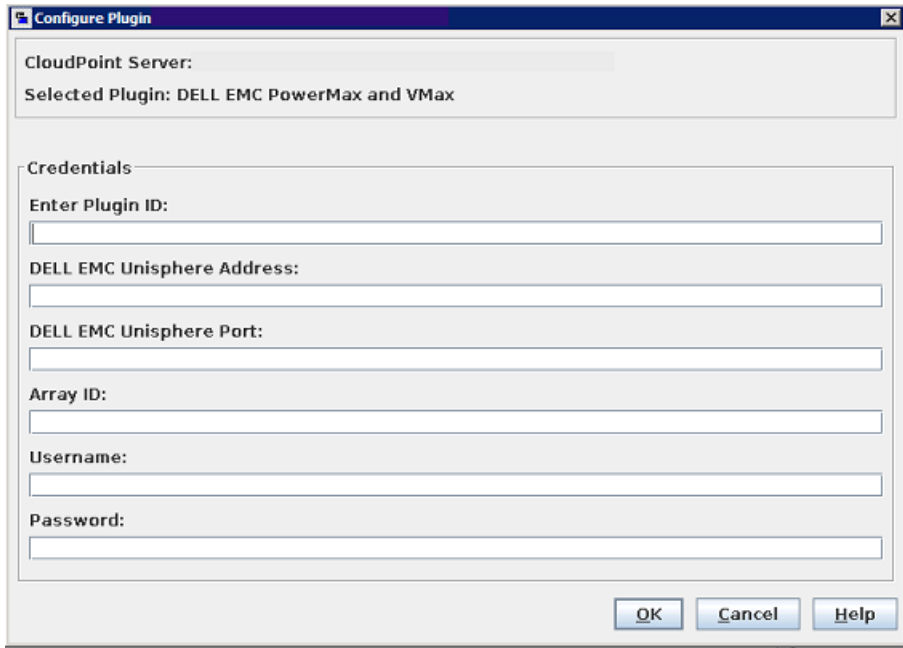 Configure Plugin
CloudPoint Server:
Selected Plugin: DELL EMC PowerMax and VMax
Credentials
Enter Plugin ID:
DELL EMC Unisphere Address:
DELL EMC Unisphere Port:
Array ID:
Username:
Password:
OK Cancel Help